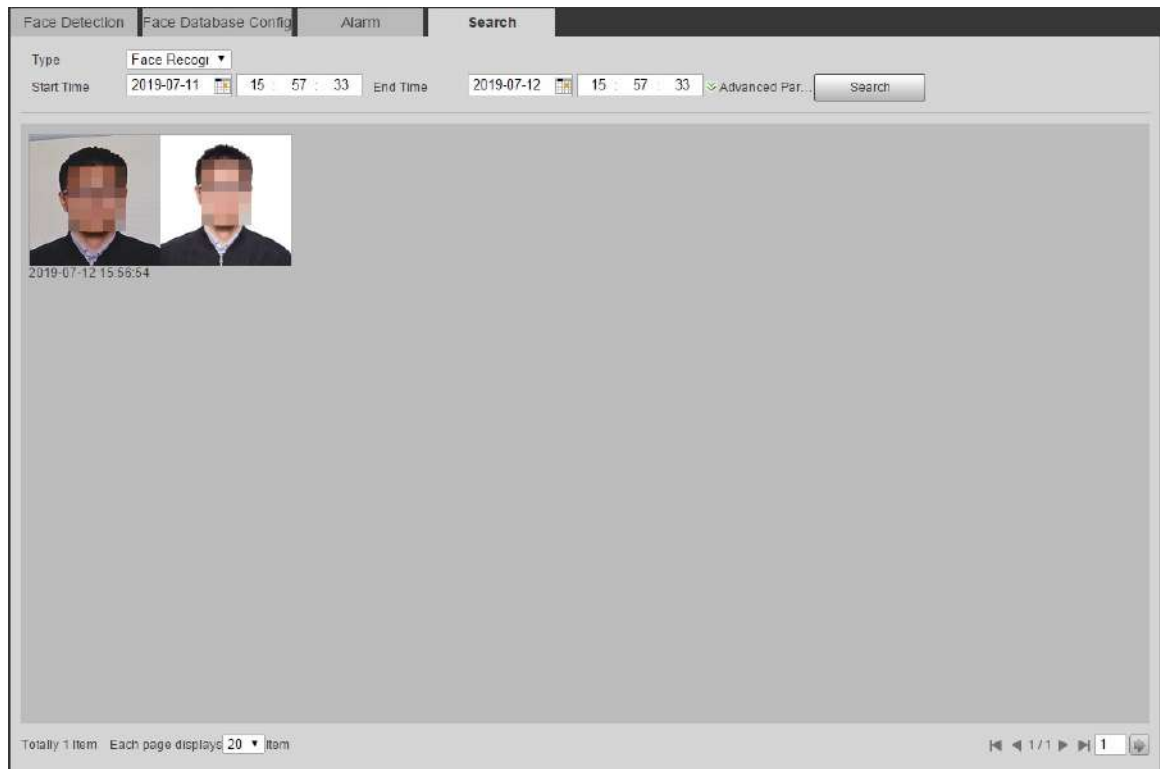 Face Detection Face Database Config Alarm Search
Type Face Recogr
Start Time 2019-07-11 15 : 57 : 33 End Time 2019-07-12 15 : 57 : 33 Advanced Par... Search
2019-07-12 15:56:54
Totally 1 Item Each page displays 20 Item 1 / 1 1